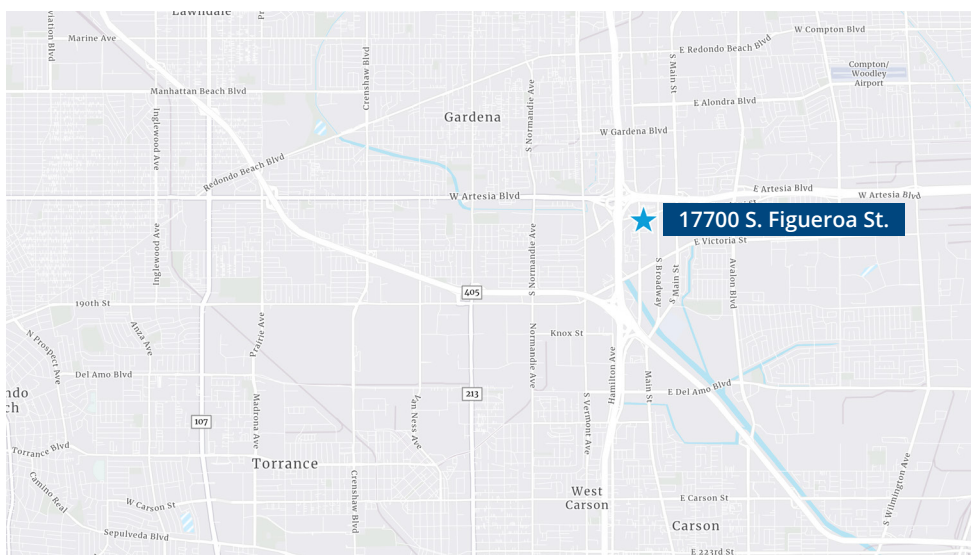 Lawndale
W Compton Blvd
Marine Ave
E Redondo Beach Blvd
S Main St
Crenshaw Blvd
Compton/
Woodley
Airport
Manhattan Beach Blvd
E Alondra Blvd
S Normandie Ave
Gardena
Inglewood Ave
W Gardena Blvd
Redondo Beach Blvd
E Artesia Blvd
W Artesia Blvd
W Artesia Blvd
17700 S. Figueroa St.
Inglewood Ave
S Normandie Ave
E Victoria St
S Broadway
S Main St
Avalon Blvd
405
190th St
Anza Ave
Prairie Ave
Knox St
N Prospect Ave
Normandie Ave
Hamilton Ave
Del Amo Blvd
Main St
E Del Amo Blvd
ndo
ch
213
107
Madrona Ave
Van Ness Ave
S Vermont Ave
Torrance Blvd
Torrance
Camino Real
Crenshaw Blvd
S Wilmington Ave
West
Carson
E Carson St
W Carson St
Carson
Sepulveda Blvd
E 223rd St